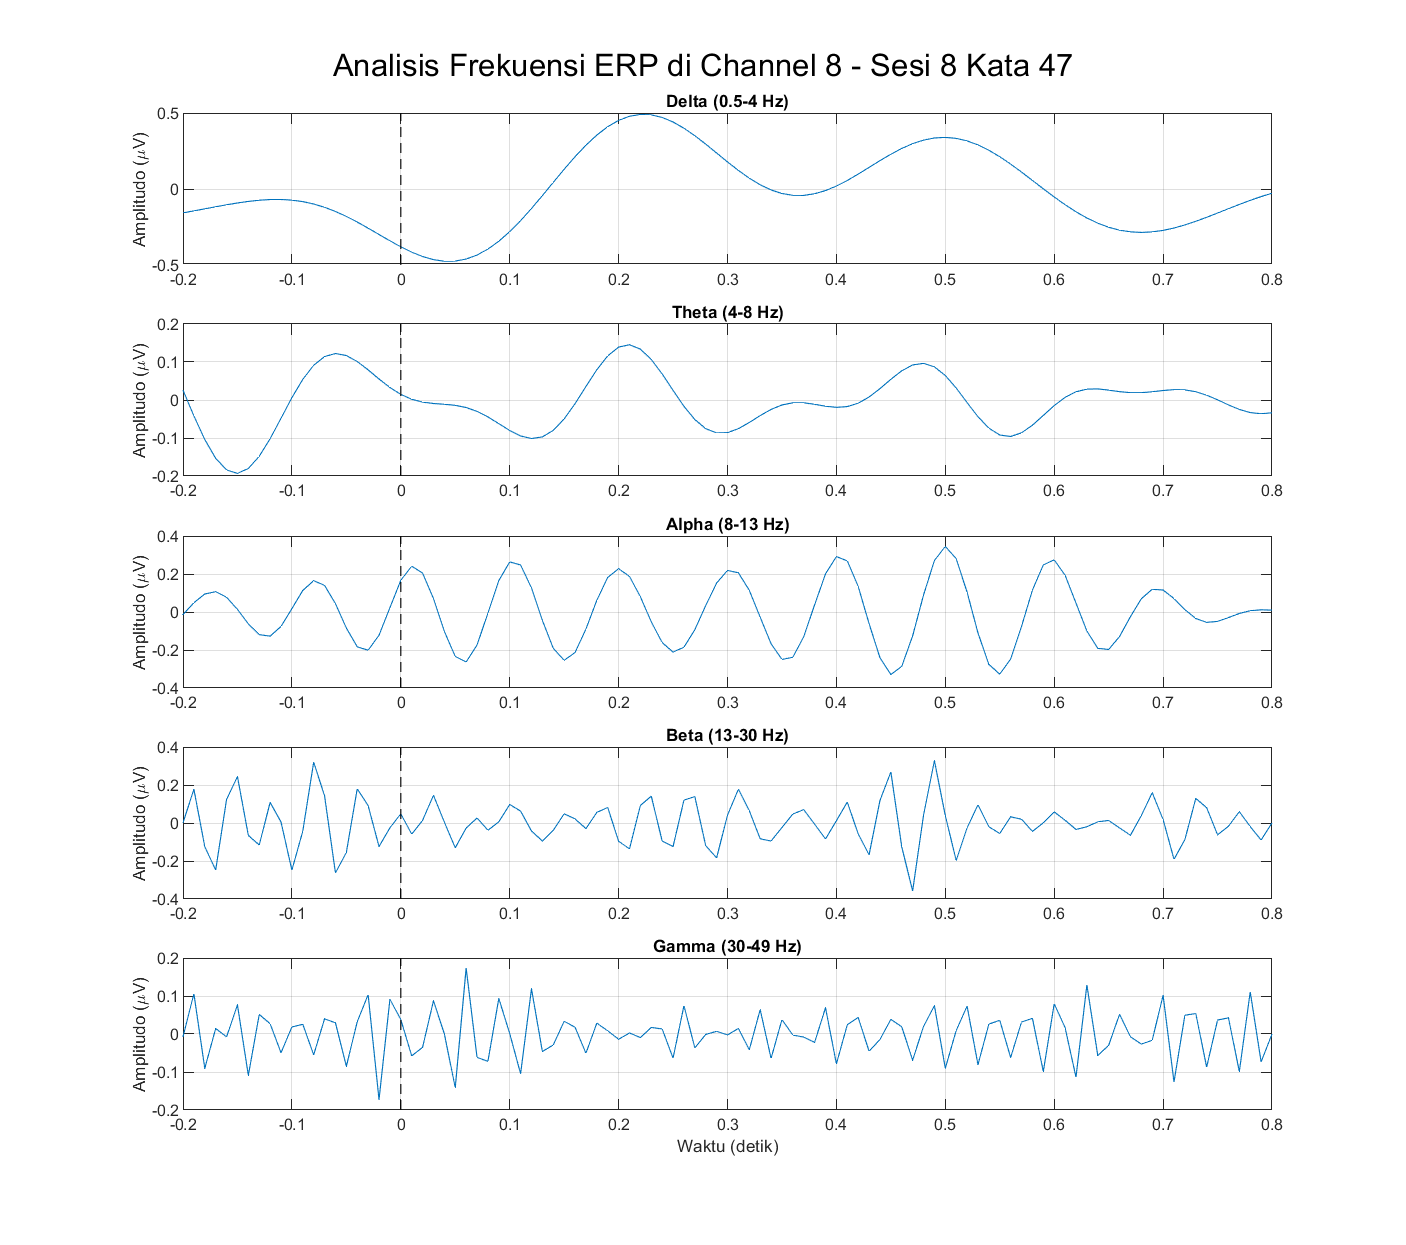 Analisis Frekuensi ERP di Channel 8 - Sesi 8 Kata 47
Delta (0.5-4 Hz)
Amplitudo (μV)
0.5
0
-0.5
-0.2 -0.1 0 0.1 0.2 0.3 0.4 0.5 0.6 0.7 0.8
Theta (4-8 Hz)
Amplitudo (μV)
0.2
0.1
0
-0.1
-0.2
-0.2 -0.1 0 0.1 0.2 0.3 0.4 0.5 0.6 0.7 0.8
Alpha (8-13 Hz)
Amplitudo (μV)
0.4
0.2
0
-0.2
-0.4
-0.2 -0.1 0 0.1 0.2 0.3 0.4 0.5 0.6 0.7 0.8
Beta (13-30 Hz)
Amplitudo (μV)
0.4
0.2
0
-0.2
-0.4
-0.2 -0.1 0 0.1 0.2 0.3 0.4 0.5 0.6 0.7 0.8
Gamma (30-49 Hz)
Amplitudo (μV)
0.2
0.1
0
-0.1
-0.2
-0.2 -0.1 0 0.1 0.2 0.3 0.4 0.5 0.6 0.7 0.8
Waktu (detik)